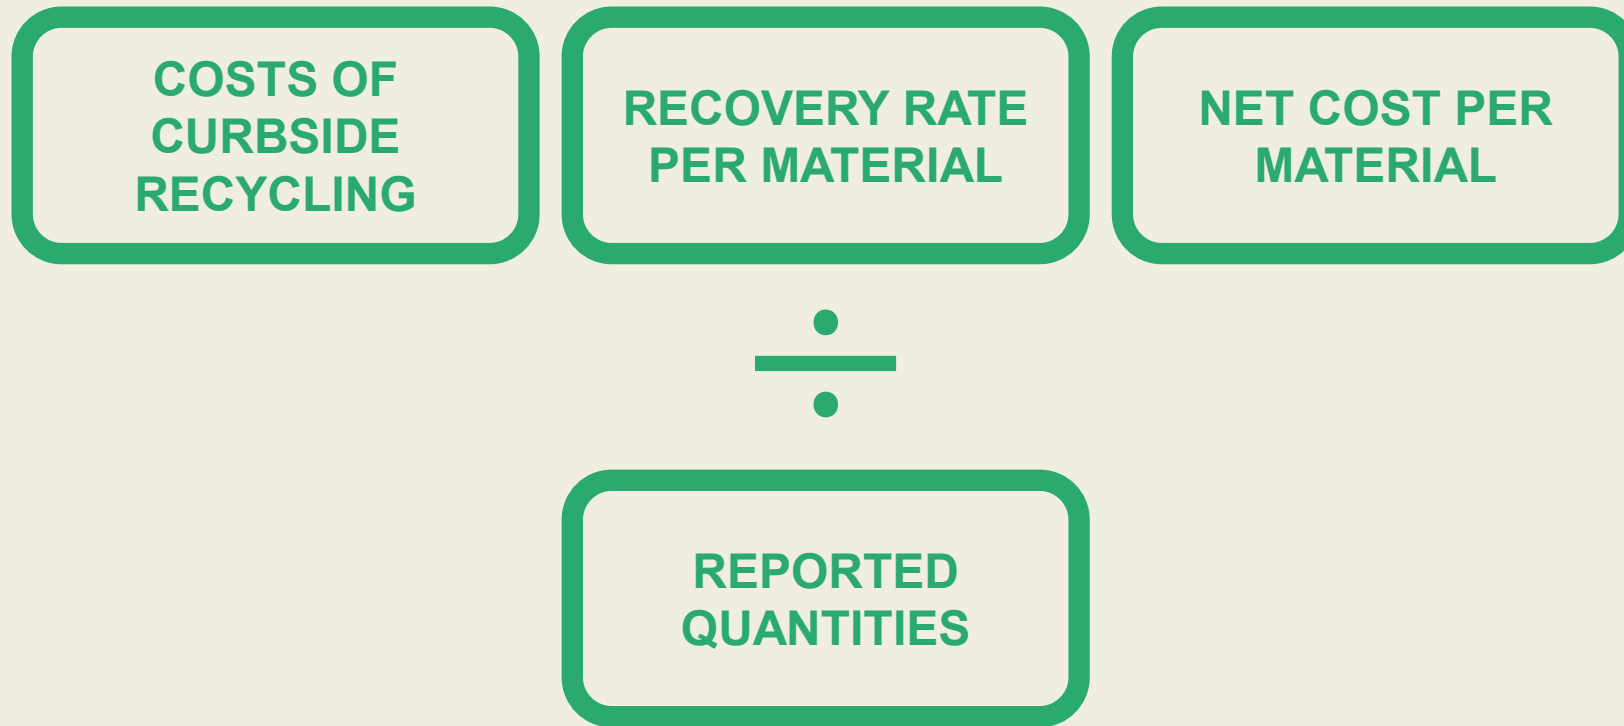 COSTS OF
CURBSIDE
RECYCLING
RECOVERY RATE
PER MATERIAL
NET COST PER
MATERIAL
÷
REPORTED
QUANTITIES